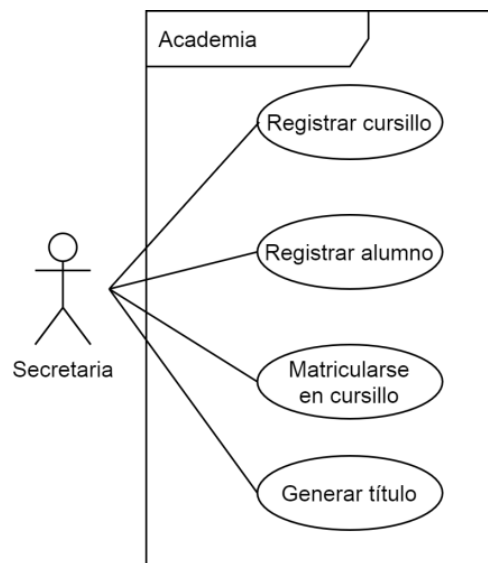 Academia
Registrar cursillo
Registrar alumno
Secretaria
Matricularse
en cursillo
Generar título